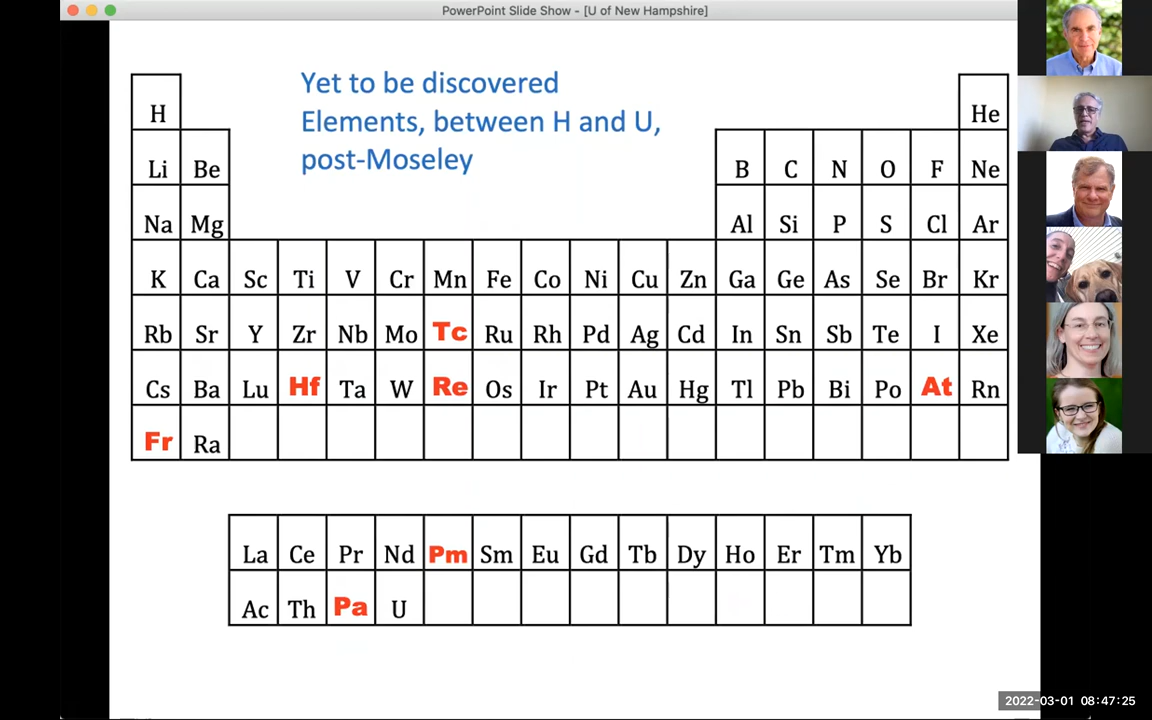 PowerPoint Slide Show - [U of New Hampshire]
Yet to be discovered
Elements, between H and U,
post-Moseley
H He
Li Be B C N O F Ne
Na Mg Al Si P S Cl Ar
K Ca Sc Ti V Cr Mn Fe Co Ni Cu Zn Ga Ge As Se Br Kr
Rb Sr Y Zr Nb Mo Tc Ru Rh Pd Ag Cd In Sn Sb Te I Xe
Cs Ba Lu Hf Ta W Re Os Ir Pt Au Hg Tl Pb Bi Po At Rn
Fr Ra
La Ce Pr Nd Pm Sm Eu Gd Tb Dy Ho Er Tm Yb
Ac Th Pa U
2022-03-01 08:47:25